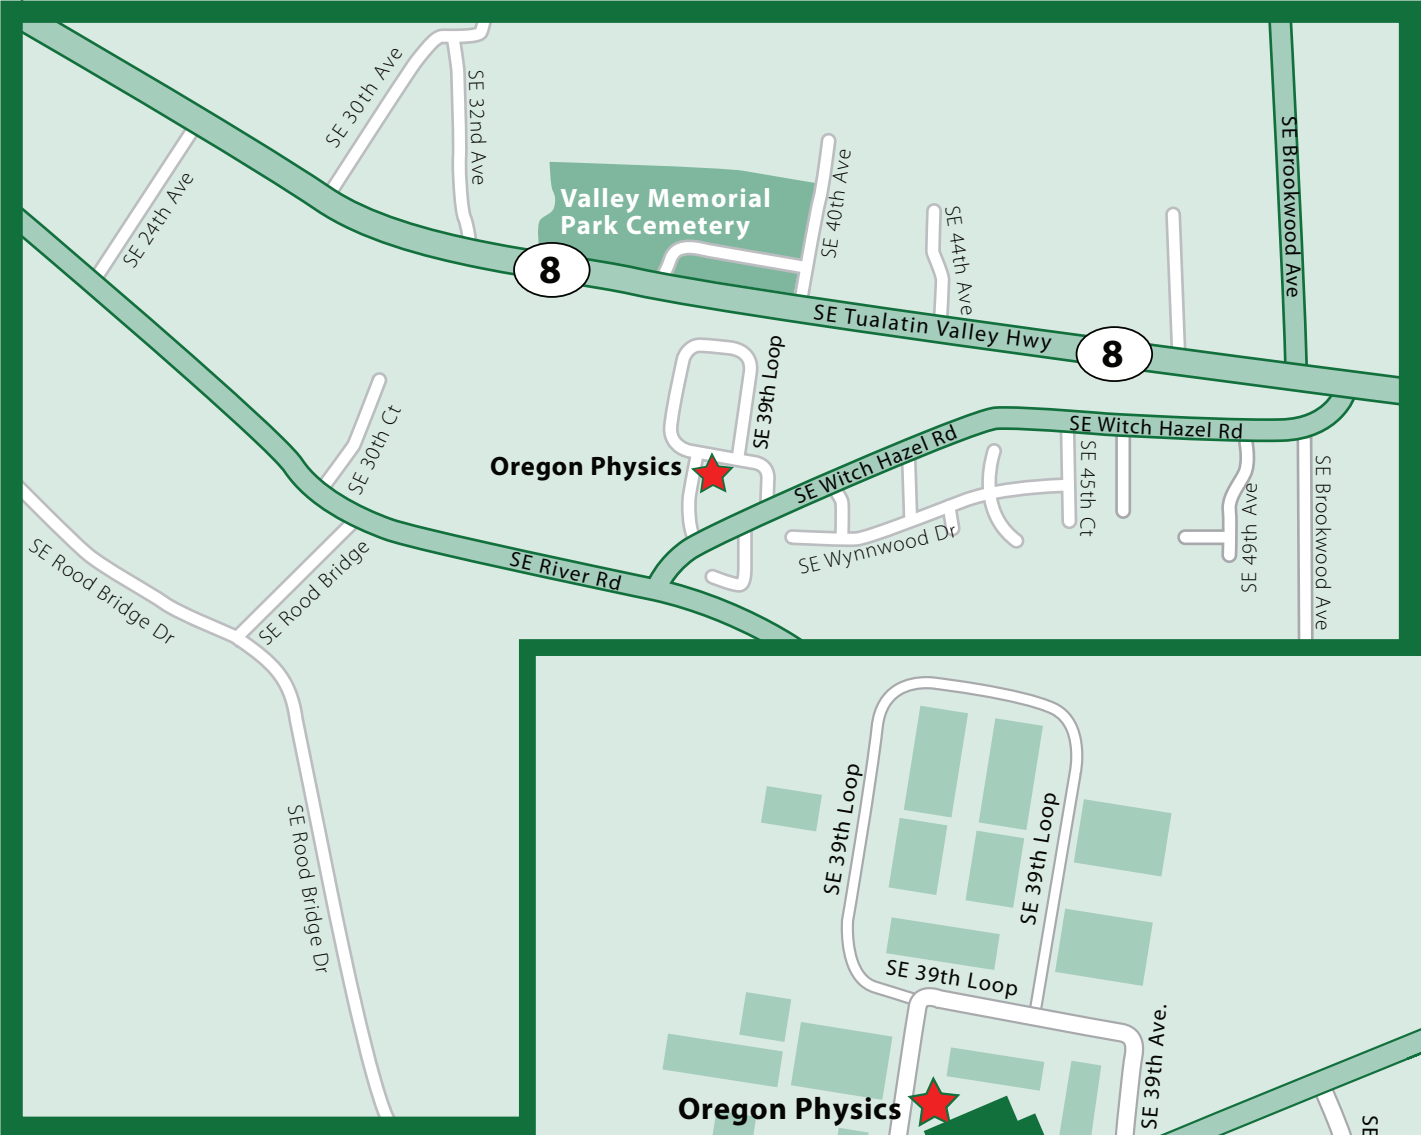 SE 30th Ave
SE 32nd Ave
SE Brookwood Ave
SE 24th Ave
Valley Memorial
Park Cemetery
SE 40th Ave
SE 44th Ave
8
SE Tualatin Valley Hwy
8
SE 39th Loop
SE 30th Ct
Oregon Physics
SE Witch Hazel Rd
SE Witch Hazel Rd
SE 45th Ct
SE 49th Ave
SE Brookwood Ave
SE Wynnwood Dr
SE River Rd
SE Rood Bridge Dr
SE Rood Bridge
SE Rood Bridge Dr
SE 39th Loop
SE 39th Loop
SE 39th Loop
SE 39th Ave.
Oregon Physics
SE